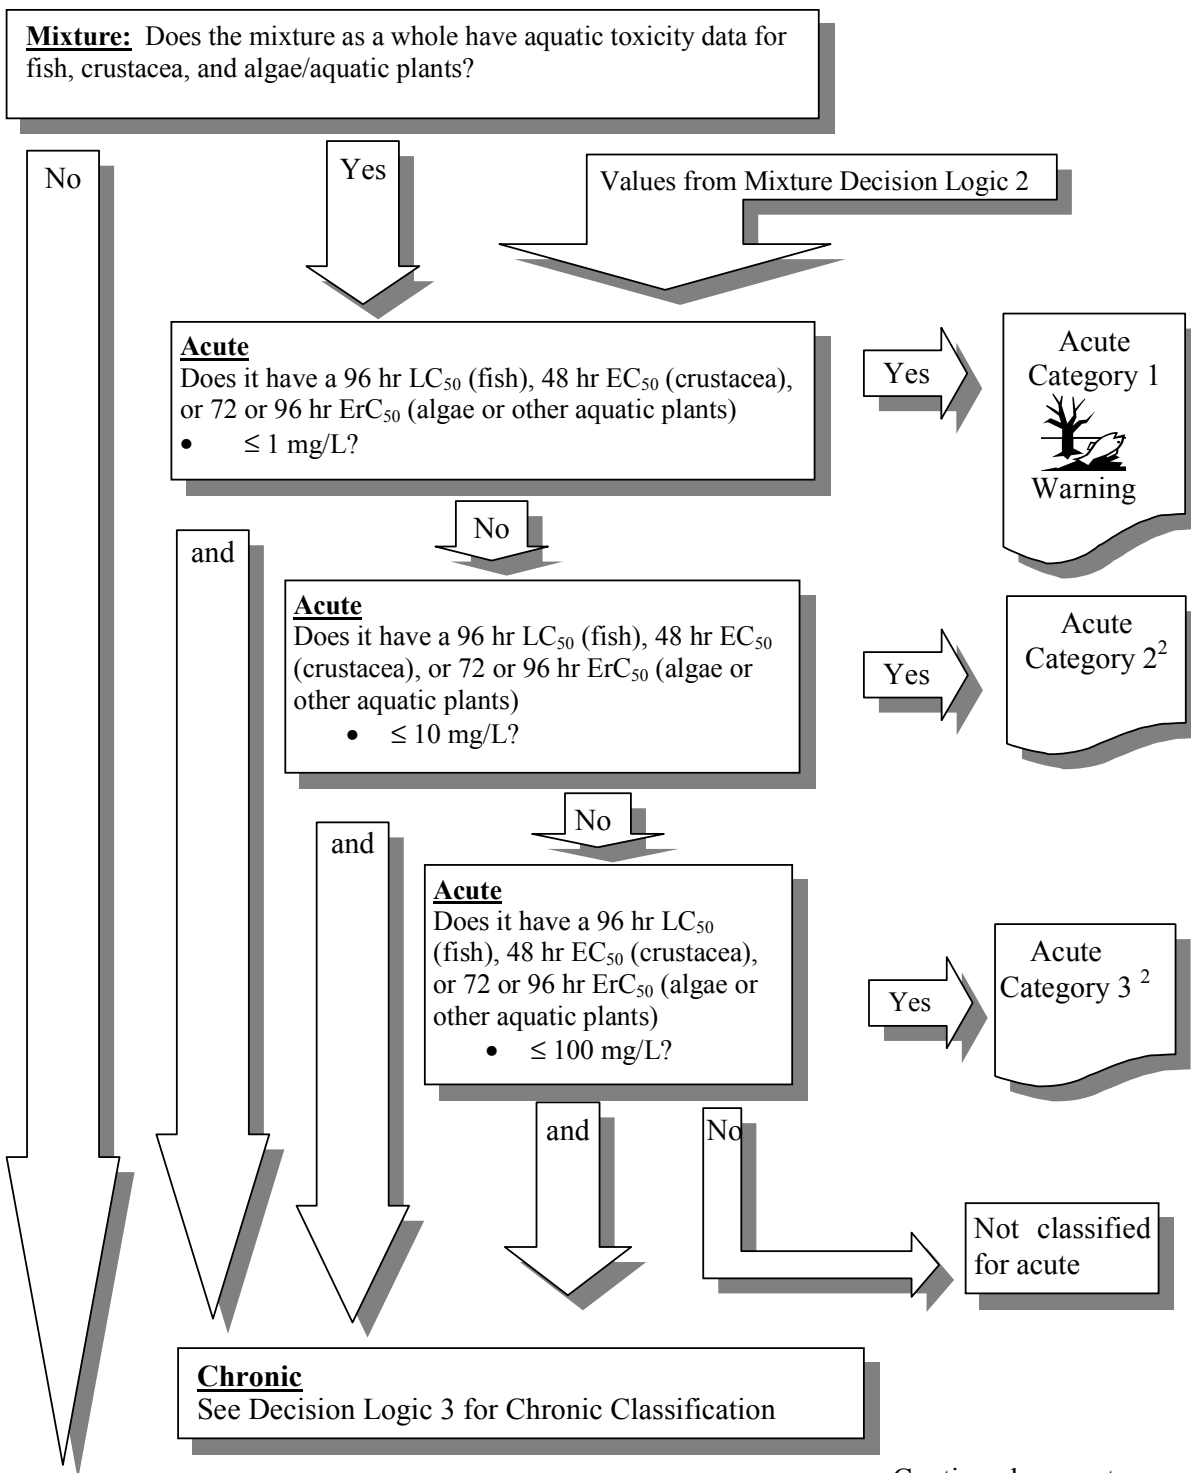 Mixture: Does the mixture as a whole have aquatic toxicity data for
fish, crustacea, and algae/aquatic plants?
No
Yes
Values from Mixture Decision Logic 2
Acute
Does it have a 96 hr LC50 (fish), 48 hr EC50 (crustacea),
or 72 or 96 hr ErC50 (algae or other aquatic plants)
• ≤ 1 mg/L?
Yes
Acute
Category 1
Warning
and
No
Acute
Does it have a 96 hr LC50 (fish), 48 hr EC50
(crustacea), or 72 or 96 hr ErC50 (algae or
other aquatic plants)
• ≤ 10 mg/L?
Yes
Acute
Category 2²
and
No
Acute
Does it have a 96 hr LC50
(fish), 48 hr EC50 (crustacea),
or 72 or 96 hr ErC50 (algae or
other aquatic plants)
• ≤ 100 mg/L?
Yes
Acute
Category 3 ²
and
No
Not classified
for acute
Chronic
See Decision Logic 3 for Chronic Classification